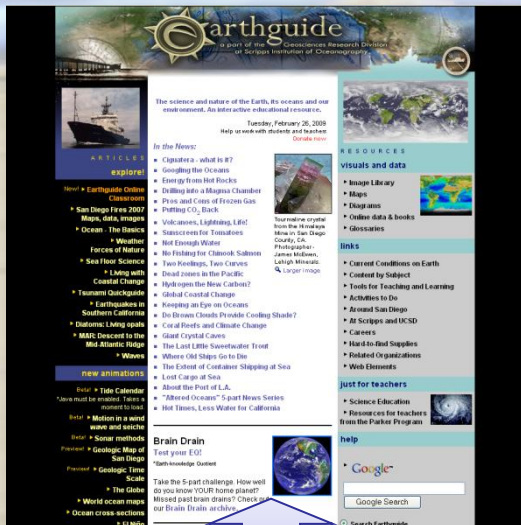 Earthguide
a part of the Geosciences Research Division
at Scripps Institution of Oceanography
ARTICLES
explore!
New! Earthguide Online
Classroom
San Diego Fires 2007
Maps, data, images
Ocean - The Basics
Weather
Forces of Nature
Sea Floor Science
Living with
Coastal Change
Tsunami Quickguide
Earthquakes in
Southern California
Diatoms: Living opals
MAR: Descent to the
Mid-Atlantic Ridge
Waves
new animations
Beta! Tide Calendar
*Java must be enabled. Takes a
moment to load.
Beta! Motion in a wind
wave and seiche
Beta! Sonar methods
Preview! Geologic Map of
San Diego
Preview! Geologic Time
Scale
The Globe
World ocean maps
Ocean cross-sections
El Niño
The science and nature of the Earth, its oceans and our
environment. An interactive educational resource.
Tuesday, February 26, 2009
Help us work with students and teachers
Donate now
In the News:
Ciguatera - what is it?
Googling the Oceans
Energy from Hot Rocks
Drilling into a Magma Chamber
Pros and Cons of Frozen Gas
Putting CO₂ Back
Volcanoes, Lightning, Life!
Sunscreen for Tomatoes
Not Enough Water
No Fishing for Chinook Salmon
Two Keelings, Two Curves
Dead zones in the Pacific
Hydrogen the New Carbon?
Global Coastal Change
Keeping an Eye on Oceans
Do Brown Clouds Provide Cooling Shade?
Coral Reefs and Climate Change
Giant Crystal Caves
The Last Little Sweetwater Trout
Where Old Ships Go to Die
The Extent of Container Shipping at Sea
Lost Cargo at Sea
About the Port of L.A.
"Altered Oceans" 5-part News Series
Hot Times, Less Water for California
Tourmaline crystal
from the Himalaya
Mine in San Diego
County, CA.
Photographer-
James McEwen,
Lehigh Minerals.
Larger image
Brain Drain
Test your EQ!
*Earth-knowledge Quotient
Take the 5-part challenge. How well
do you know YOUR home planet?
Missed past brain drains? Check out
our Brain Drain archive.
RESOURCES
visuals and data
Image Library
Maps
Diagrams
Online data & books
Glossaries
links
Current Conditions on Earth
Content by Subject
Tools for Teaching and Learning
Activities to Do
Around San Diego
At Scripps and UCSD
Careers
Hard-to-find Supplies
Related Organizations
Web Elements
just for teachers
Science Education
Resources for teachers
from the Parker Program
help
Google™
Google Search
Search Earthguide